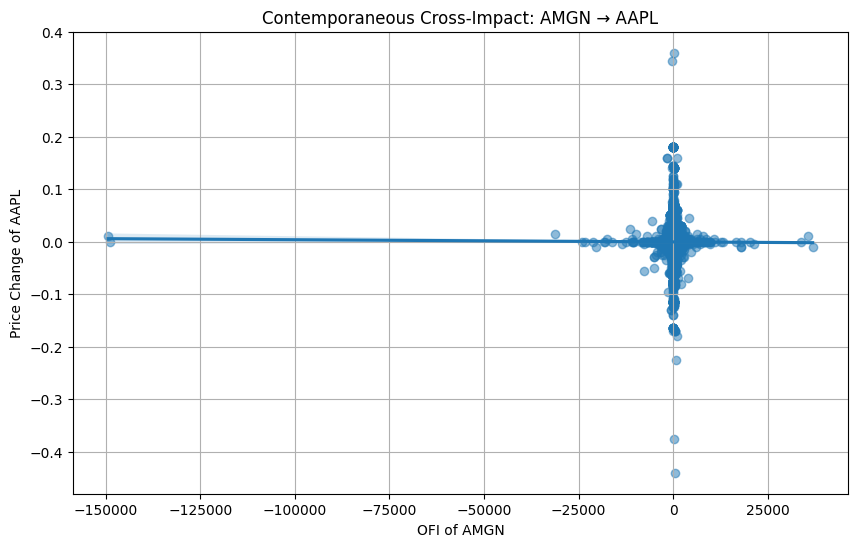 Contemporaneous Cross-Impact: AMGN → AAPL
0.4
0.3
0.2
0.1
0.0
−0.1
−0.2
−0.3
−0.4
Price Change of AAPL
−150000 −125000 −100000 −75000 −50000 −25000 0 25000
OFI of AMGN